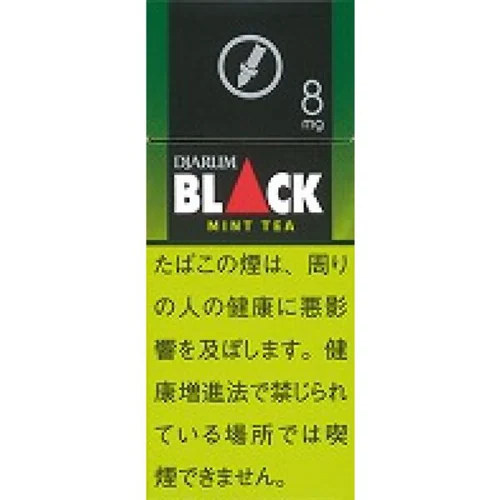 8
mg
DJARUM
BLACK
MINT TEA
たばこの煙は、周り
の人の健康に悪影
響を及ぼします。健
康増進法で禁じられ
ている場所では喫
煙できません。